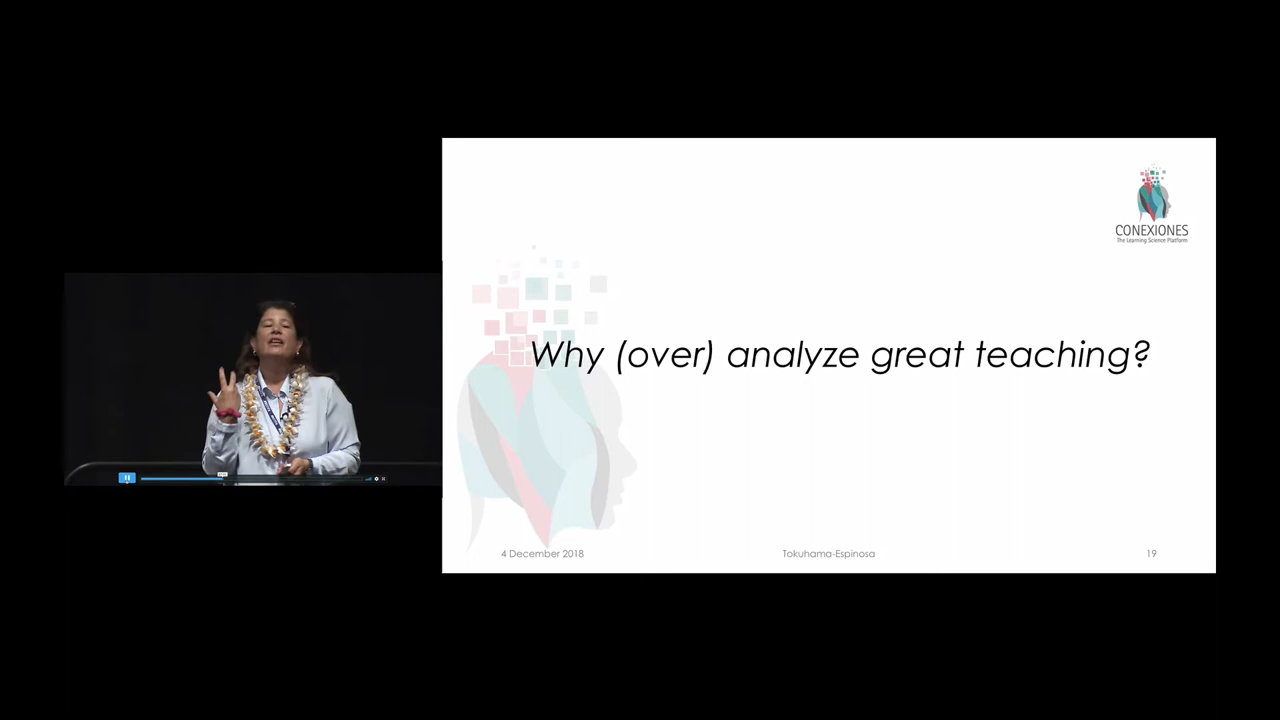 CONEXIONES
The Learning Science Platform
Why (over) analyze great teaching?
4 December 2018
Tokuhama-Espinosa
19